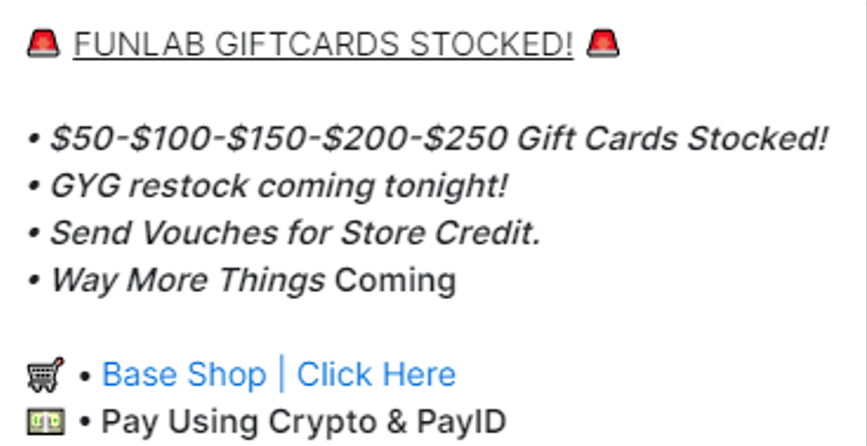 🚨 FUNLAB GIFTCARDS STOCKED! 🚨
• $50-$100-$150-$200-$250 Gift Cards Stocked!
• GYG restock coming tonight!
• Send Vouches for Store Credit.
• Way More Things Coming
🛒 • Base Shop | Click Here
💵 • Pay Using Crypto & PayID